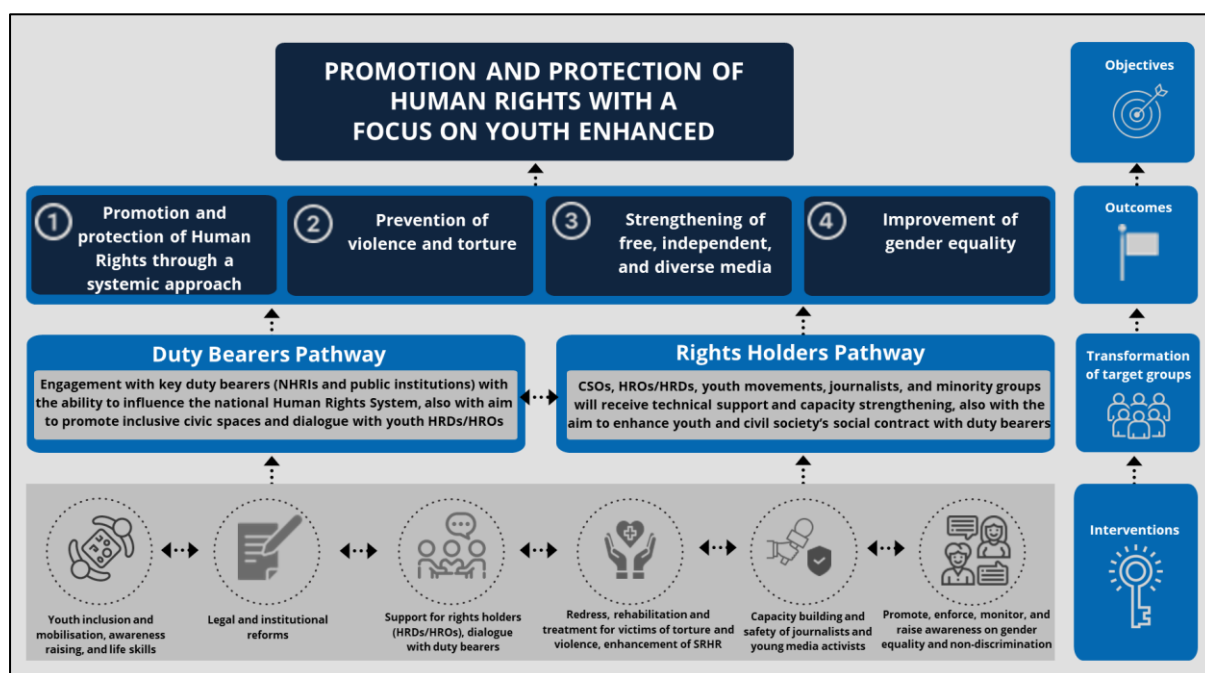 PROMOTION AND PROTECTION OF
HUMAN RIGHTS WITH A
FOCUS ON YOUTH ENHANCED
Objectives
1
Promotion and
protection of Human
Rights through a
systemic approach
2
Prevention of
violence and torture
3
Strengthening of
free, independent,
and diverse media
4
Improvement of
gender equality
Outcomes
Duty Bearers Pathway
Engagement with key duty bearers (NHRIs and public institutions) with
the ability to influence the national Human Rights System, also with aim
to promote inclusive civic spaces and dialogue with youth HRDs/HROs
Rights Holders Pathway
CSOs, HROs/HRDs, youth movements, journalists, and minority groups
will receive technical support and capacity strengthening, also with the
aim to enhance youth and civil society's social contract with duty bearers
Transformation
of target groups
Youth inclusion and
mobilisation, awareness
raising, and life skills
Legal and institutional
reforms
Support for rights holders
(HRDs/HROs), dialogue
with duty bearers
Redress, rehabilitation and
treatment for victims of torture and
violence, enhancement of SRHR
Capacity building and
safety of journalists and
young media activists
Promote, enforce, monitor, and
raise awareness on gender
equality and non-discrimination
Interventions